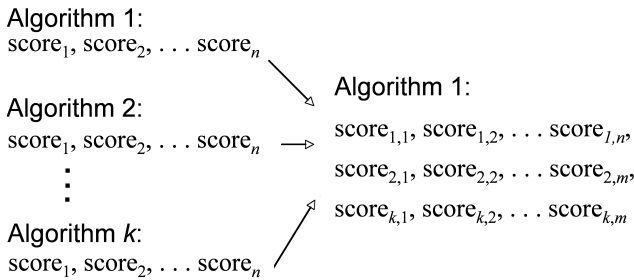 Algorithm 1:
score₁, score₂, . . . scoreₙ
Algorithm 2:
score₁, score₂, . . . scoreₙ
⋮
Algorithm k:
score₁, score₂, . . . scoreₙ
Algorithm 1:
score₁,₁, score₁,₂, . . . score₁,ₙ,
score₂,₁, score₂,₂, . . . score₂,ₘ,
scoreₖ,₁, scoreₖ,₂, . . . scoreₖ,ₘ